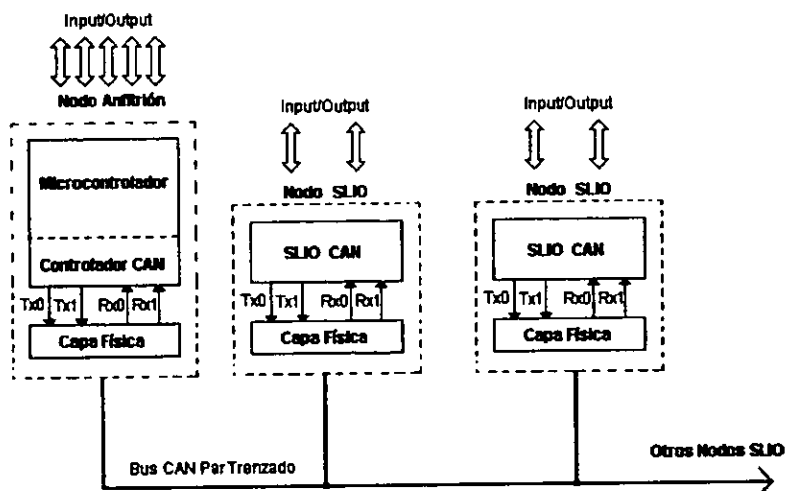 Input/Output
Nodo Anfitrión
Microcontrolador
Controlador CAN
Tx0 Tx1 Rx0 Rx1
Capa Física
Input/Output
Nodo SLIO
SLIO CAN
Tx0 Tx1 Rx0 Rx1
Capa Física
Input/Output
Nodo SLIO
SLIO CAN
Tx0 Tx1 Rx0 Rx1
Capa Física
Bus CAN Par Trenzado
Otros Nodos SLIO